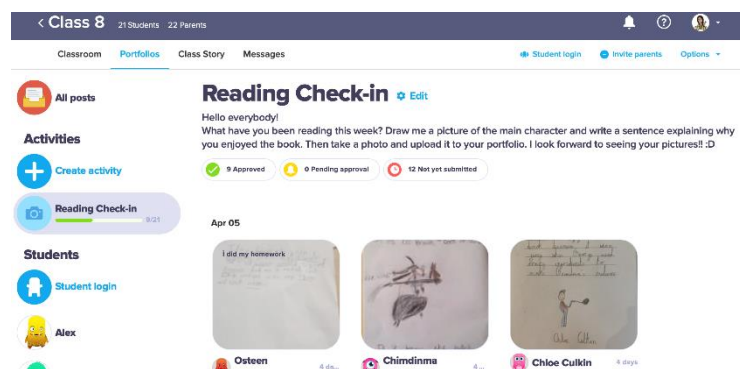 < Class 8 21 Students 22 Parents
Classroom Portfolios Class Story Messages Student login Invite parents Options
All posts
Activities
Create activity
Reading Check-in
9/21
Students
Student login
Alex
Reading Check-in Edit
Hello everybody!
What have you been reading this week? Draw me a picture of the main character and write a sentence explaining why
you enjoyed the book. Then take a photo and upload it to your portfolio. I look forward to seeing your pictures!! :D
9 Approved 0 Pending approval 12 Not yet submitted
Apr 05
I did my homework
Osteen 4 da...
Chimdinma 4 ...
Chloe Culkin 4 days